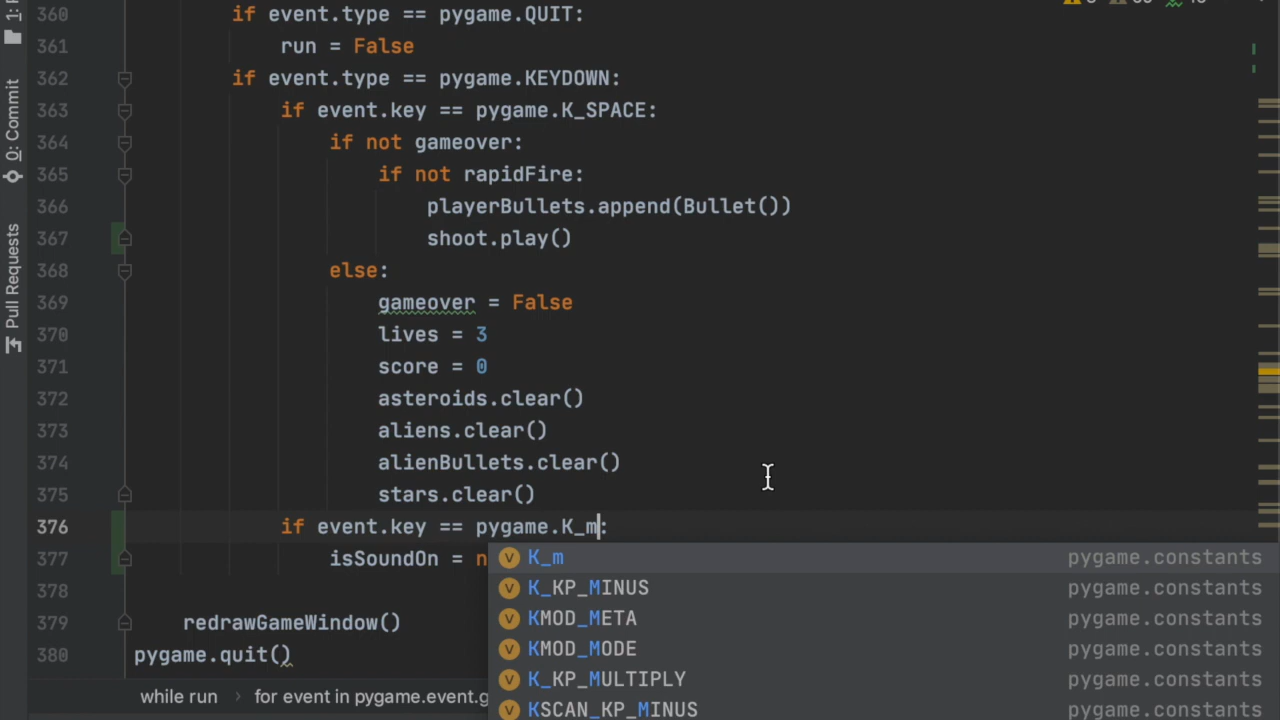 360 if event.type == pygame.QUIT:
361 run = False
362 if event.type == pygame.KEYDOWN:
363 if event.key == pygame.K_SPACE:
364 if not gameover:
365 if not rapidFire:
366 playerBullets.append(Bullet())
367 shoot.play()
368 else:
369 gameover = False
370 lives = 3
371 score = 0
372 asteroids.clear()
373 aliens.clear()
374 alienBullets.clear()
375 stars.clear()
376 if event.key == pygame.K_m:
377 isSoundOn = n
K_m pygame.constants
K_KP_MINUS pygame.constants
KMOD_META pygame.constants
KMOD_MODE pygame.constants
K_KP_MULTIPLY pygame.constants
KSCAN_KP_MINUS pygame.constants
378
379 redrawGameWindow()
380 pygame.quit()
while run > for event in pygame.event.g
1:
0: Commit
Pull Requests